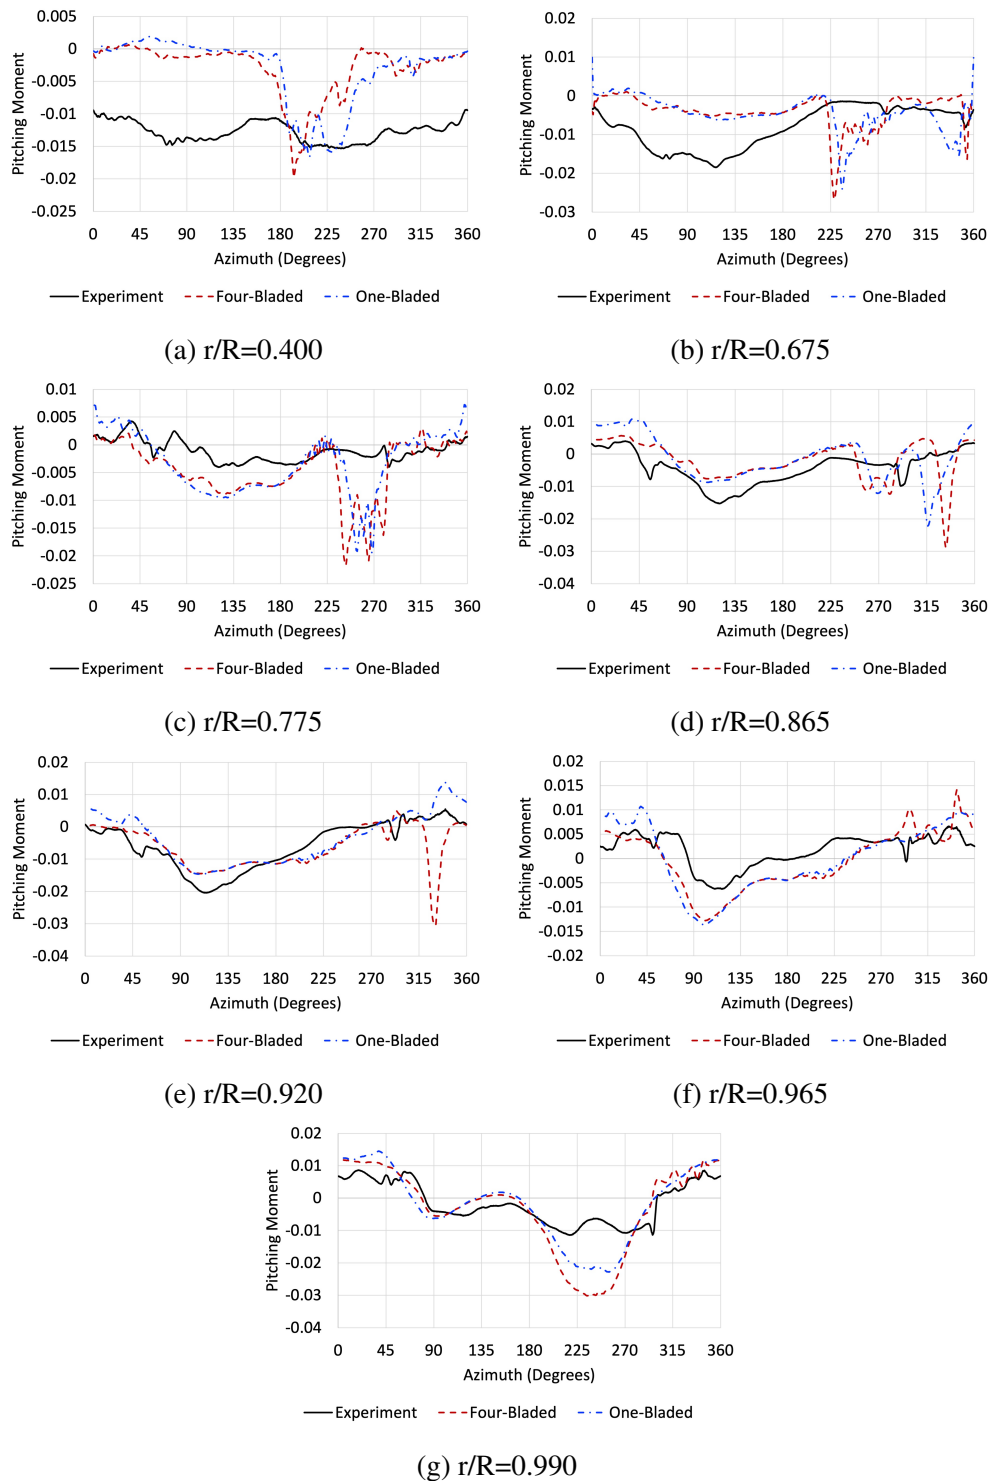 0.005
0
-0.005
-0.01
-0.015
-0.02
-0.025
Pitching Moment
0 45 90 135 180 225 270 315 360
Azimuth (Degrees)
Experiment Four-Bladed One-Bladed
(a) r/R=0.400
0.02
0.01
0
-0.01
-0.02
-0.03
Pitching Moment
0 45 90 135 180 225 270 315 360
Azimuth (Degrees)
Experiment Four-Bladed One-Bladed
(b) r/R=0.675
0.01
0.005
0
-0.005
-0.01
-0.015
-0.02
-0.025
Pitching Moment
0 45 90 135 180 225 270 315 360
Azimuth (Degrees)
Experiment Four-Bladed One-Bladed
(c) r/R=0.775
0.02
0.01
0
-0.01
-0.02
-0.03
-0.04
Pitching Moment
0 45 90 135 180 225 270 315 360
Azimuth (Degrees)
Experiment Four-Bladed One-Bladed
(d) r/R=0.865
0.02
0.01
0
-0.01
-0.02
-0.03
-0.04
Pitching Moment
0 45 90 135 180 225 270 315 360
Azimuth (Degrees)
Experiment Four-Bladed One-Bladed
(e) r/R=0.920
0.02
0.015
0.01
0.005
0
-0.005
-0.01
-0.015
-0.02
Pitching Moment
0 45 90 135 180 225 270 315 360
Azimuth (Degrees)
Experiment Four-Bladed One-Bladed
(f) r/R=0.965
0.02
0.01
0
-0.01
-0.02
-0.03
-0.04
Pitching Moment
0 45 90 135 180 225 270 315 360
Azimuth (Degrees)
Experiment Four-Bladed One-Bladed
(g) r/R=0.990